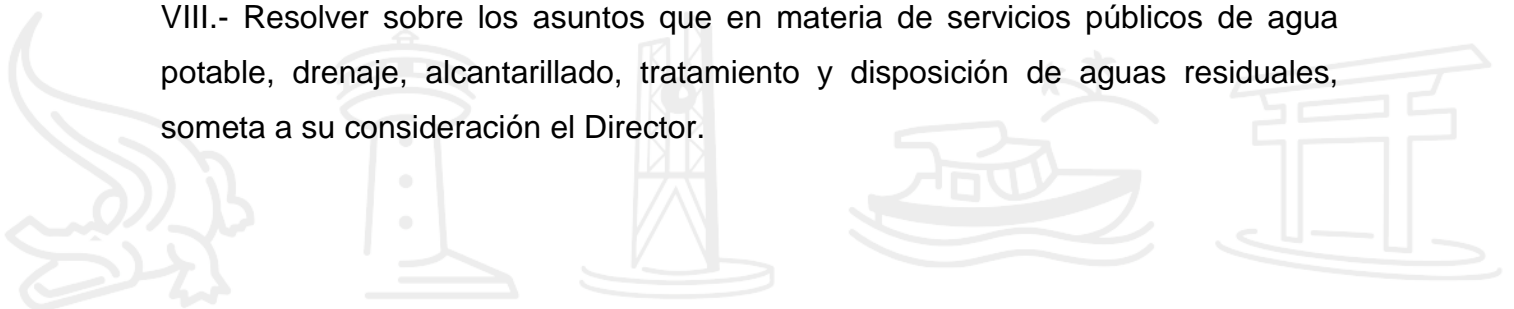 VIII.- Resolver sobre los asuntos que en materia de servicios públicos de agua
potable, drenaje, alcantarillado, tratamiento y disposición de aguas residuales,
someta a su consideración el Director.